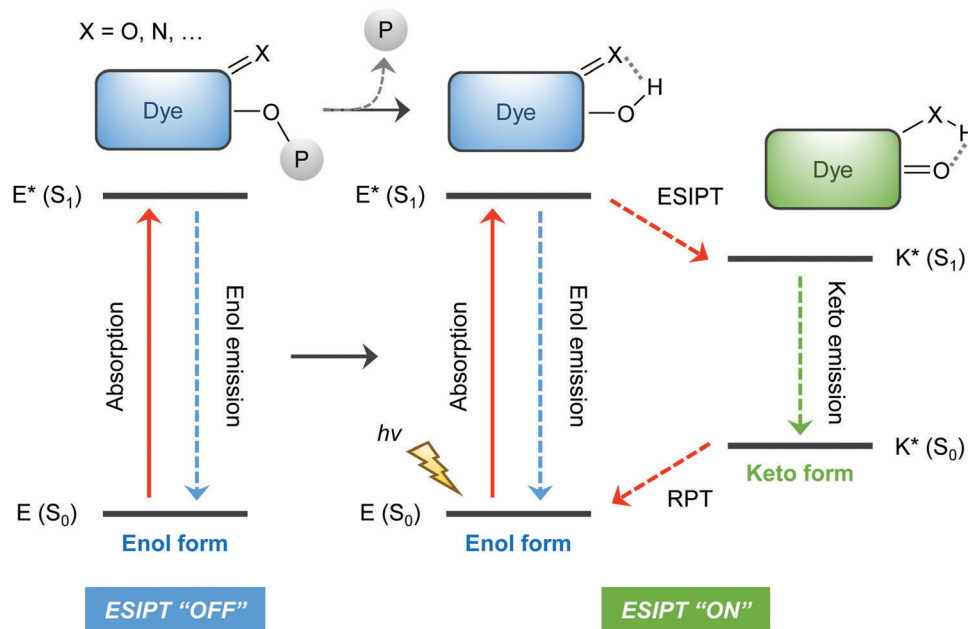 X = O, N, ...
P
X
Dye
O
P
X
H
Dye
O
X
H
Dye
O
E* (S₁)
E* (S₁)
ESIPT
K* (S₁)
Absorption
Enol emission
Absorption
Enol emission
Keto emission
hν
K* (S₀)
Keto form
RPT
E (S₀)
E (S₀)
Enol form
Enol form
ESIPT “OFF”
ESIPT “ON”